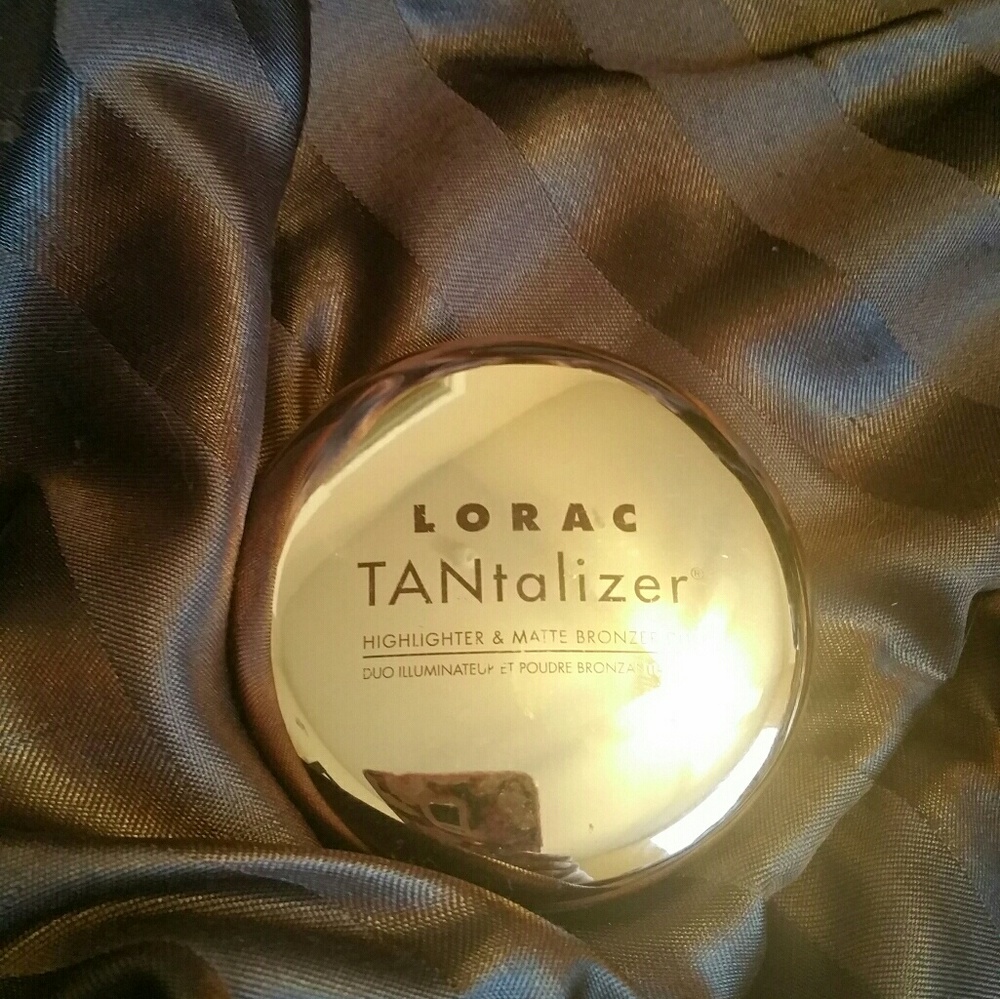 LORAC
TANtalizer®
HIGHLIGHTER & MATTE BRONZER
DUO ILLUMINATEUR ET POUDRE